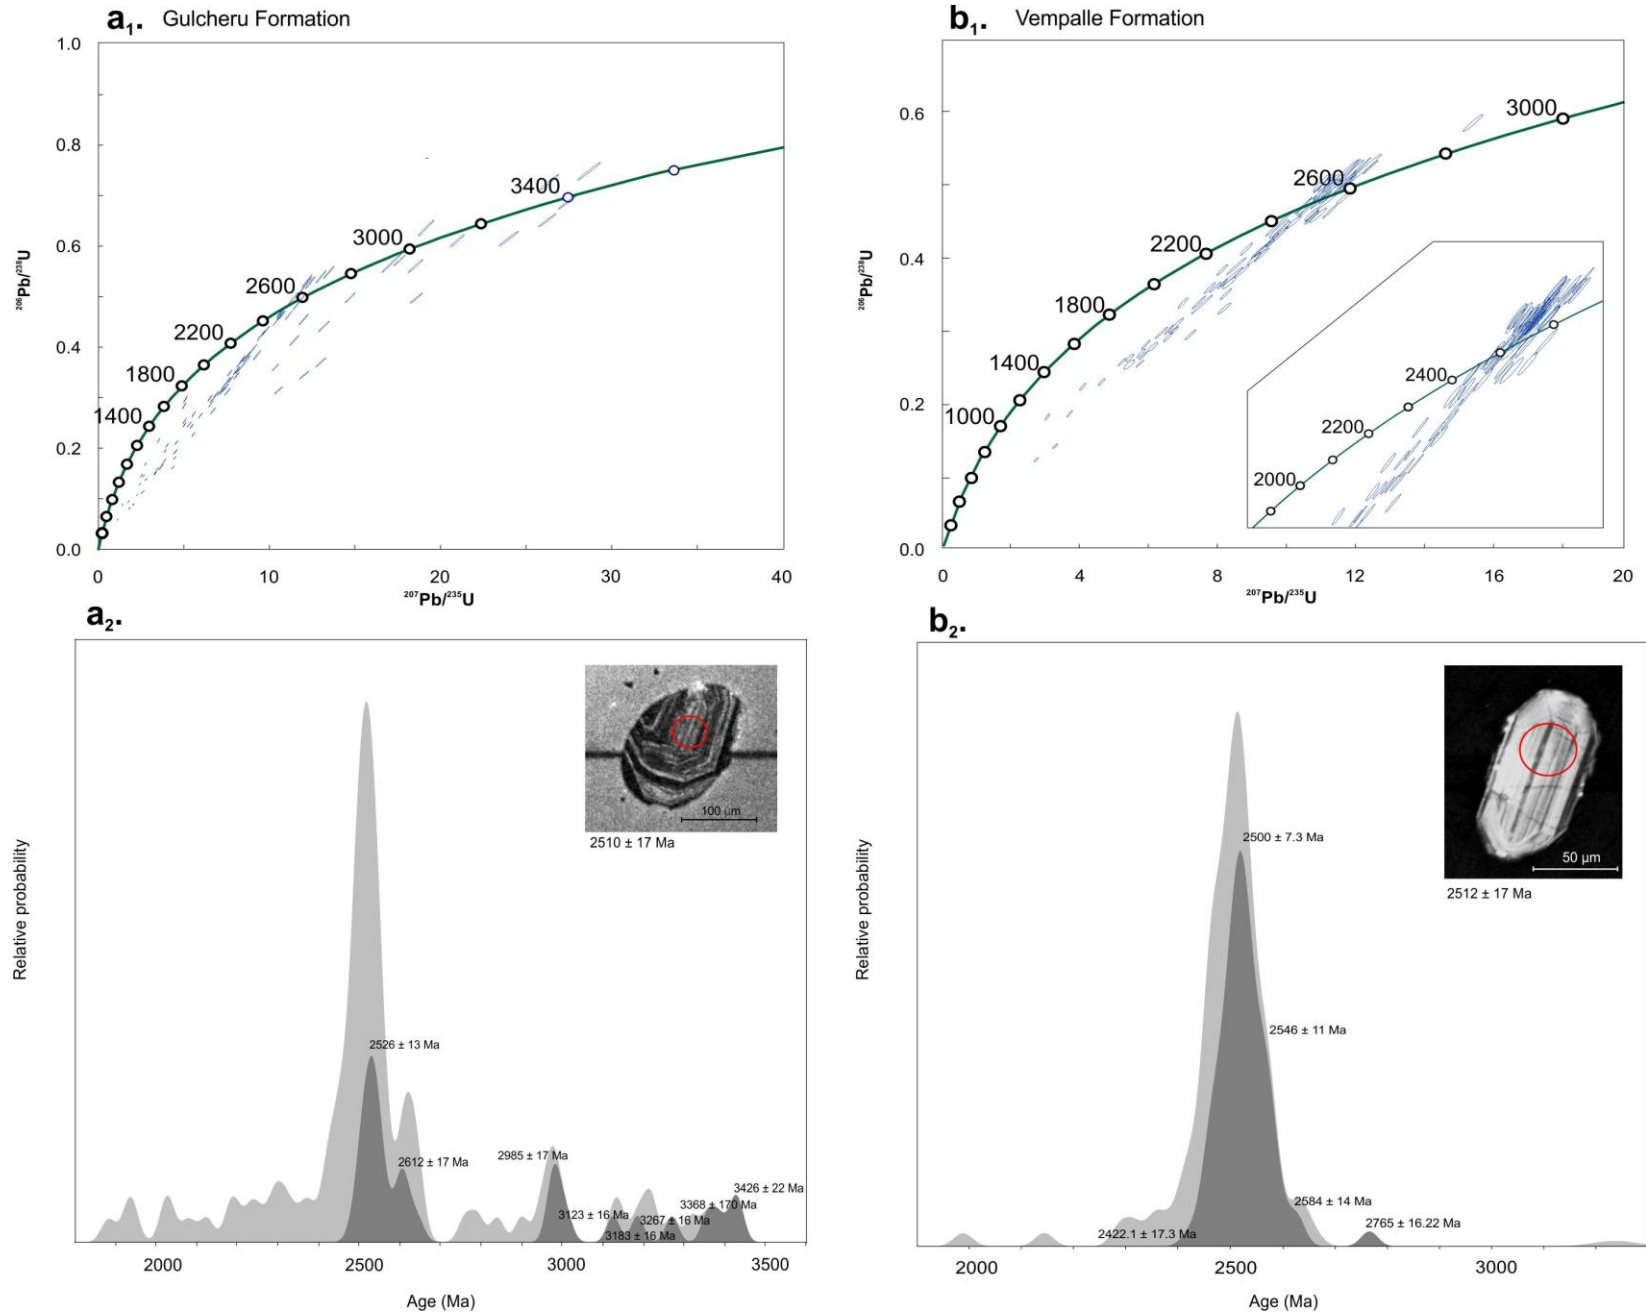 a₁. Gulcheru Formation
1.0
0.8
0.6
0.4
0.2
0.0
²⁰⁶Pb/²³⁸U
3400
3000
2600
2200
1800
1400
0 10 20 30 40
²⁰⁷Pb/²³⁵U
b₁. Vempalle Formation
0.6
0.4
0.2
0.0
²⁰⁶Pb/²³⁸U
3000
2600
2200
1800
1400
1000
2400
2200
2000
0 4 8 12 16 20
²⁰⁷Pb/²³⁵U
a₂.
Relative probability
100 µm
2510 ± 17 Ma
2526 ± 13 Ma
2612 ± 17 Ma
2985 ± 17 Ma
3426 ± 22 Ma
3368 ± 170 Ma
3123 ± 16 Ma
3267 ± 16 Ma
3183 ± 16 Ma
2000 2500 3000 3500
Age (Ma)
b₂.
Relative probability
50 µm
2512 ± 17 Ma
2500 ± 7.3 Ma
2546 ± 11 Ma
2584 ± 14 Ma
2765 ± 16.22 Ma
2422.1 ± 17.3 Ma
2000 2500 3000
Age (Ma)